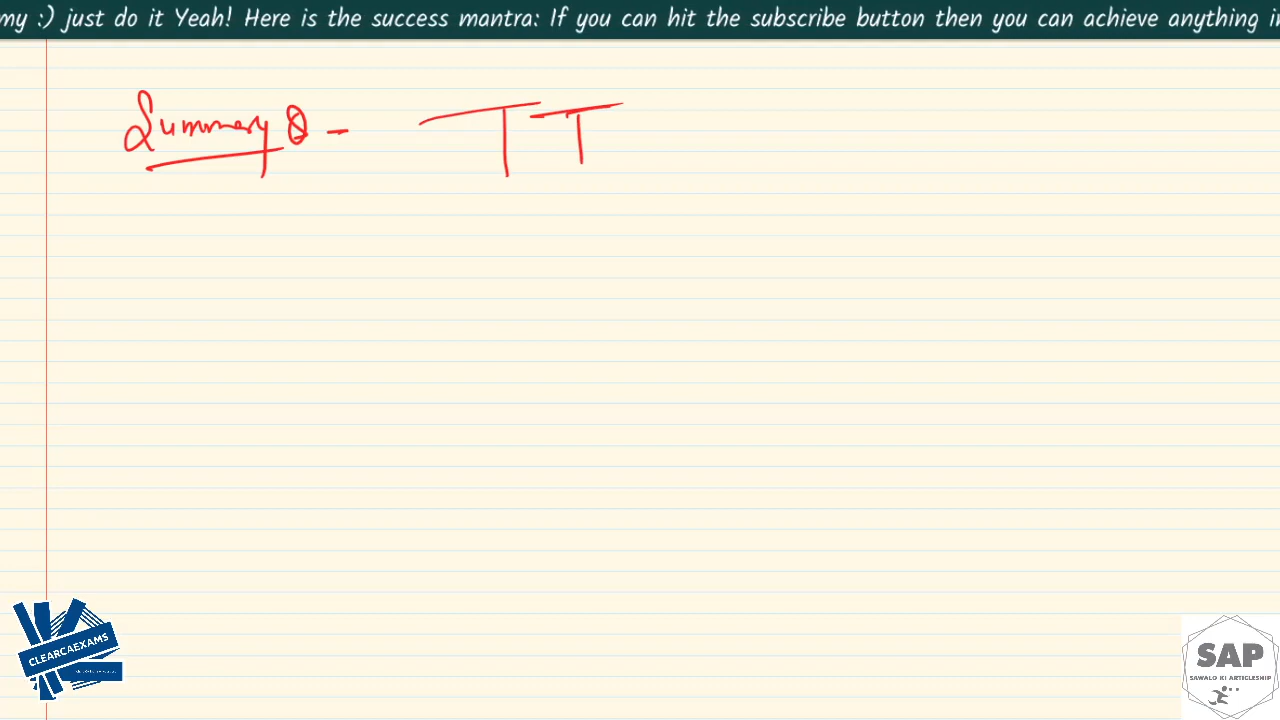 my :) just do it Yeah! Here is the success mantra: If you can hit the subscribe button then you can achieve anything in
Summary Q - TT
CLEARCAEXAMS
SAP
SAWALO KI ARTICLESHIP